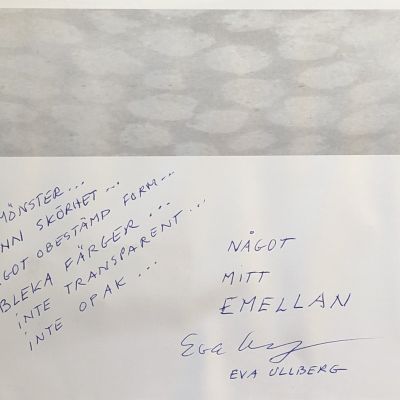 MÖNSTER...
SKÖRHET...
OBESTÄMD FORM...
BLEKA FÄRGER...
INTE TRANSPARENT...
INTE OPAK...
NÅGOT
MITT
EMELLAN
EVA ULLBERG